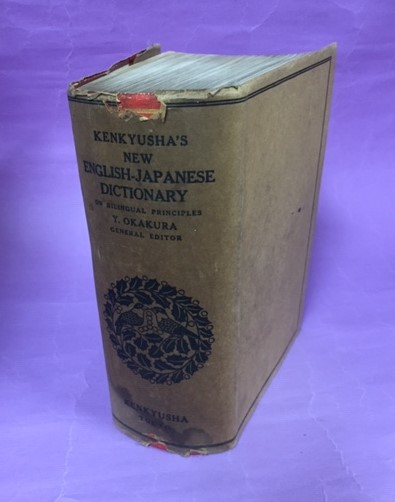 KENKYUSHA'S
NEW
ENGLISH-JAPANESE
DICTIONARY
ON BILINGUAL PRINCIPLES
Y. OKAKURA
GENERAL EDITOR
KENKYUSHA